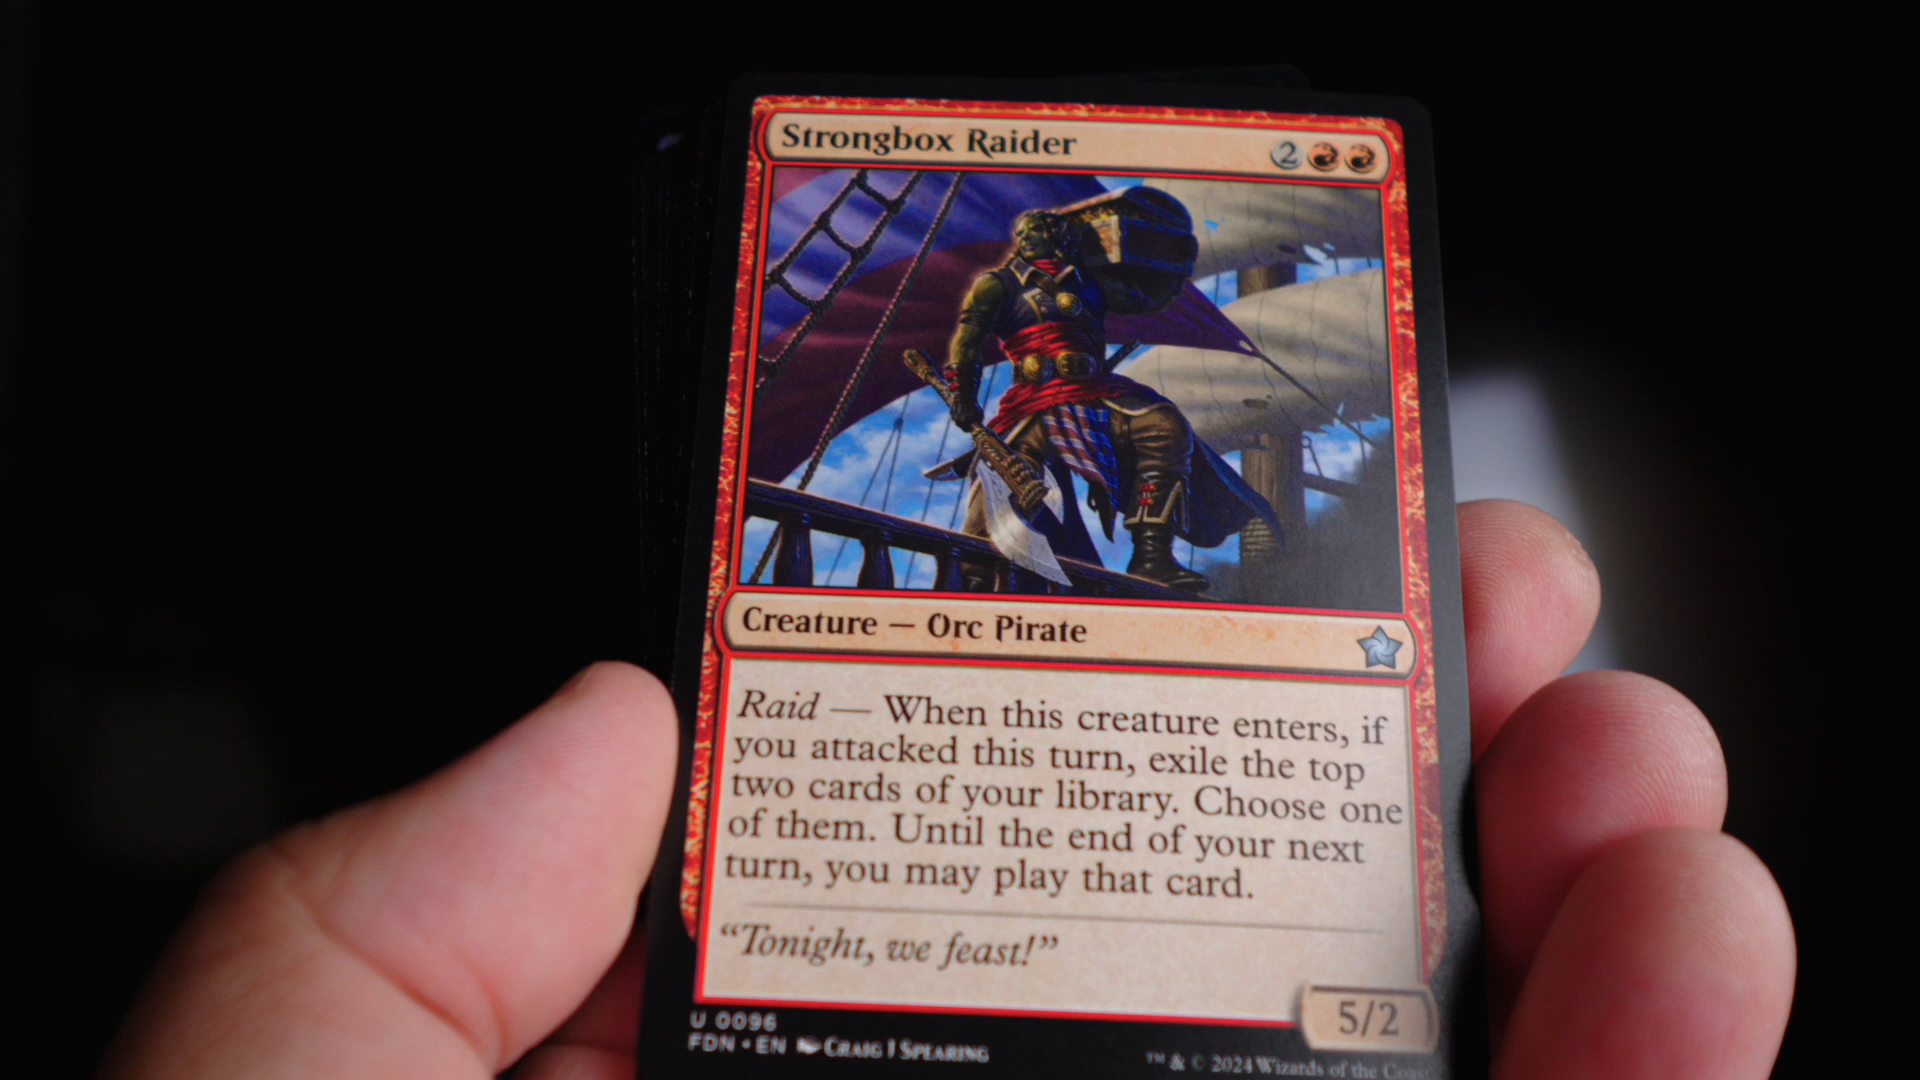 Strongbox Raider 2
Creature — Orc Pirate
Raid — When this creature enters, if
you attacked this turn, exile the top
two cards of your library. Choose one
of them. Until the end of your next
turn, you may play that card.
“Tonight, we feast!”
5/2
U 0096
FDN • EN Craig J Spearing
™ & © 2024 Wizards of the Coast